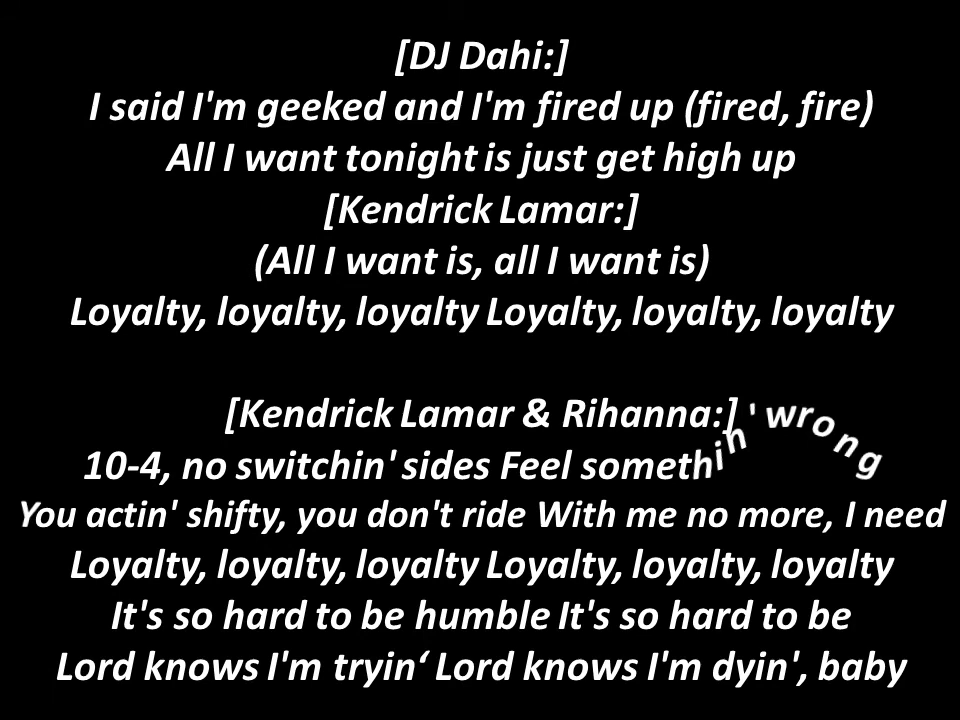 [DJ Dahi:]
I said I'm geeked and I'm fired up (fired, fire)
All I want tonight is just get high up
[Kendrick Lamar:]
(All I want is, all I want is)
Loyalty, loyalty, loyalty Loyalty, loyalty, loyalty
[Kendrick Lamar & Rihanna:]
10-4, no switchin' sides Feel somethin' wrong
You actin' shifty, you don't ride With me no more, I need
Loyalty, loyalty, loyalty Loyalty, loyalty, loyalty
It's so hard to be humble It's so hard to be
Lord knows I'm tryin‘ Lord knows I'm dyin', baby